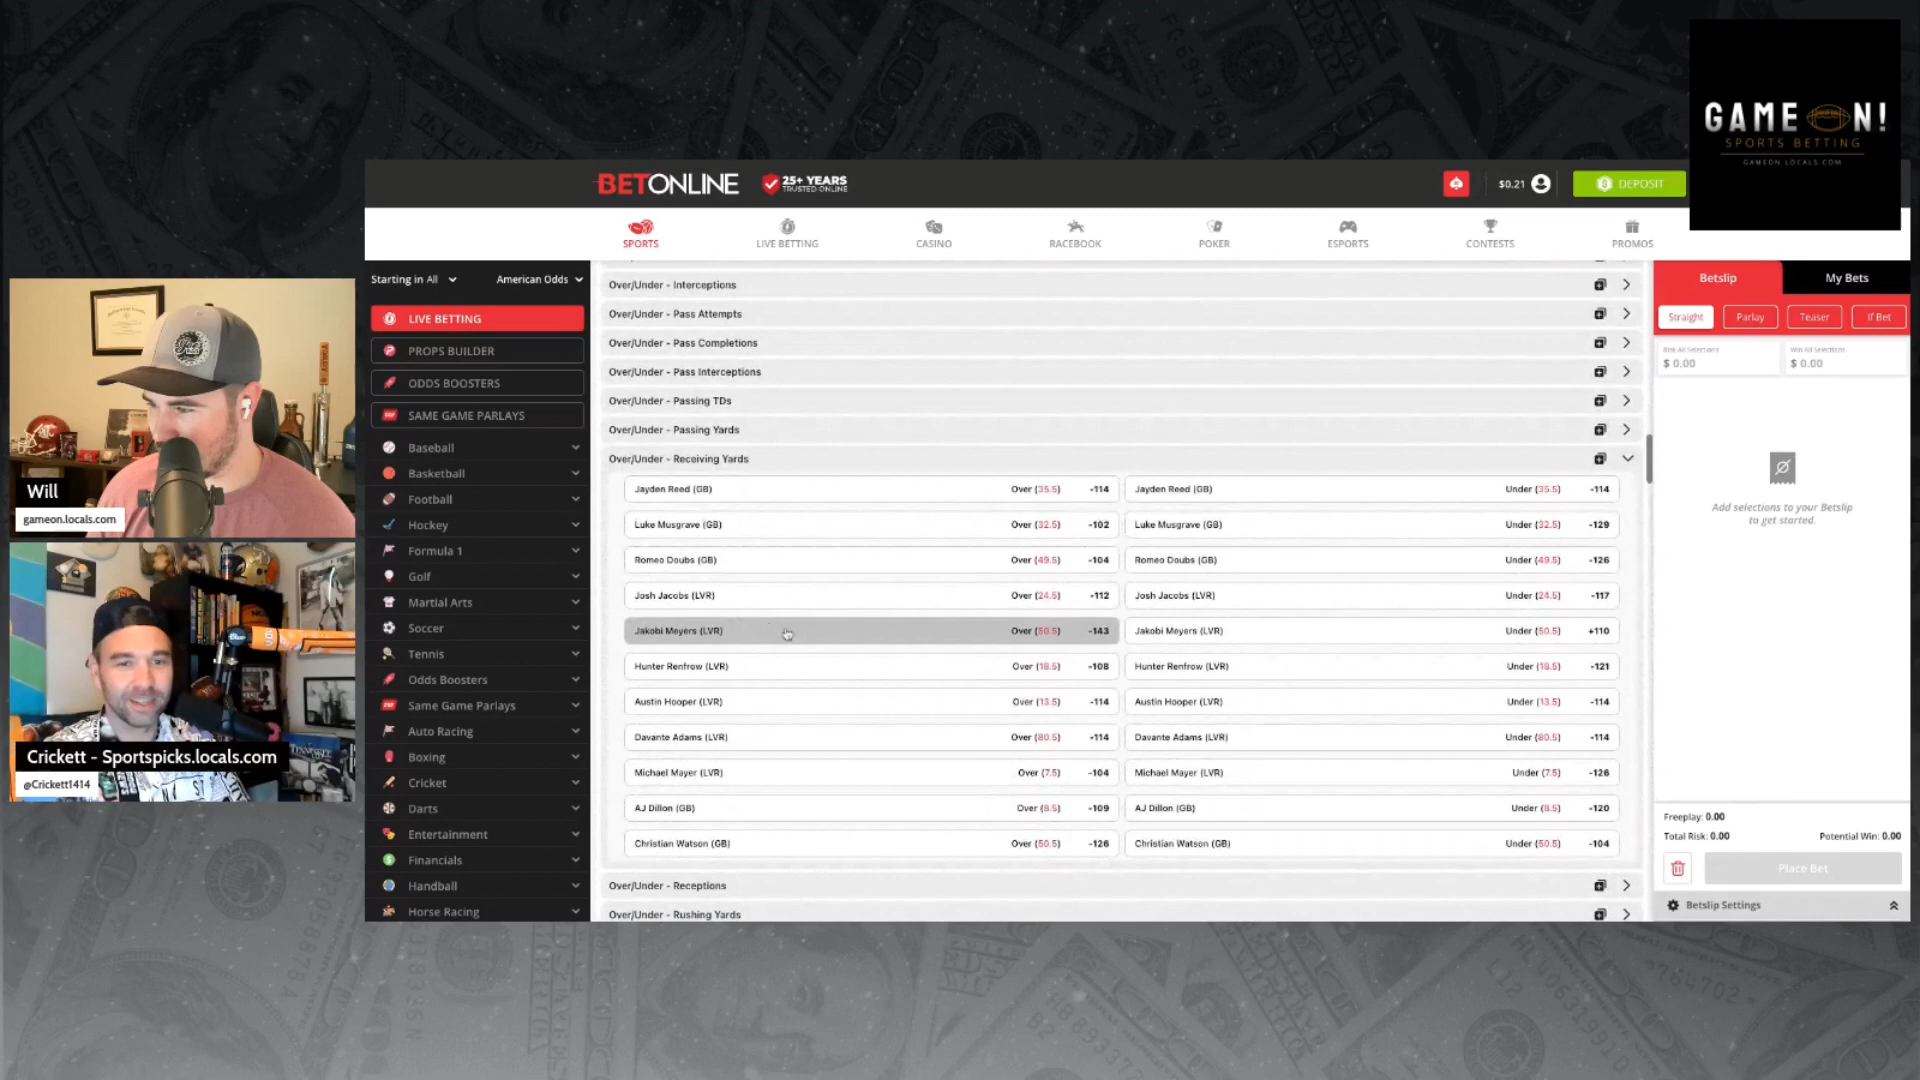 GAME ON!
SPORTS BETTING
GAMEON.LOCALS.COM
BETONLINE
25+ YEARS
TRUSTED ONLINE
$0.21
DEPOSIT
SPORTS
LIVE BETTING
CASINO
RACEBOOK
POKER
ESPORTS
CONTESTS
PROMOS
Starting in All
American Odds
LIVE BETTING
PROPS BUILDER
ODDS BOOSTERS
SAME GAME PARLAYS
Baseball
Basketball
Football
Hockey
Formula 1
Golf
Martial Arts
Soccer
Tennis
Odds Boosters
Same Game Parlays
Auto Racing
Boxing
Cricket
Darts
Entertainment
Financials
Handball
Horse Racing
Over/Under - Interceptions
Over/Under - Pass Attempts
Over/Under - Pass Completions
Over/Under - Pass Interceptions
Over/Under - Passing TDs
Over/Under - Passing Yards
Over/Under - Receiving Yards
Jayden Reed (GB) Over (35.5) -114 Jayden Reed (GB) Under (35.5) -114
Luke Musgrave (GB) Over (32.5) -102 Luke Musgrave (GB) Under (32.5) -129
Romeo Doubs (GB) Over (49.5) -104 Romeo Doubs (GB) Under (49.5) -126
Josh Jacobs (LVR) Over (24.5) -112 Josh Jacobs (LVR) Under (24.5) -117
Jakobi Meyers (LVR) Over (50.5) -143 Jakobi Meyers (LVR) Under (50.5) +110
Hunter Renfrow (LVR) Over (18.5) -108 Hunter Renfrow (LVR) Under (18.5) -121
Austin Hooper (LVR) Over (13.5) -114 Austin Hooper (LVR) Under (13.5) -114
Davante Adams (LVR) Over (80.5) -114 Davante Adams (LVR) Under (80.5) -114
Michael Mayer (LVR) Over (7.5) -104 Michael Mayer (LVR) Under (7.5) -126
AJ Dillon (GB) Over (8.5) -109 AJ Dillon (GB) Under (8.5) -120
Christian Watson (GB) Over (50.5) -126 Christian Watson (GB) Under (50.5) -104
Over/Under - Receptions
Over/Under - Rushing Yards
Betslip
My Bets
Straight
Parlay
Teaser
If Bet
Risk All Selections
Win All Selections
$ 0.00
$ 0.00
Add selections to your Betslip
to get started.
Freeplay: 0.00
Total Risk: 0.00
Potential Win: 0.00
Place Bet
Betslip Settings
Will
gameon.locals.com
Crickett - Sportspicks.locals.com
@Crickett1414